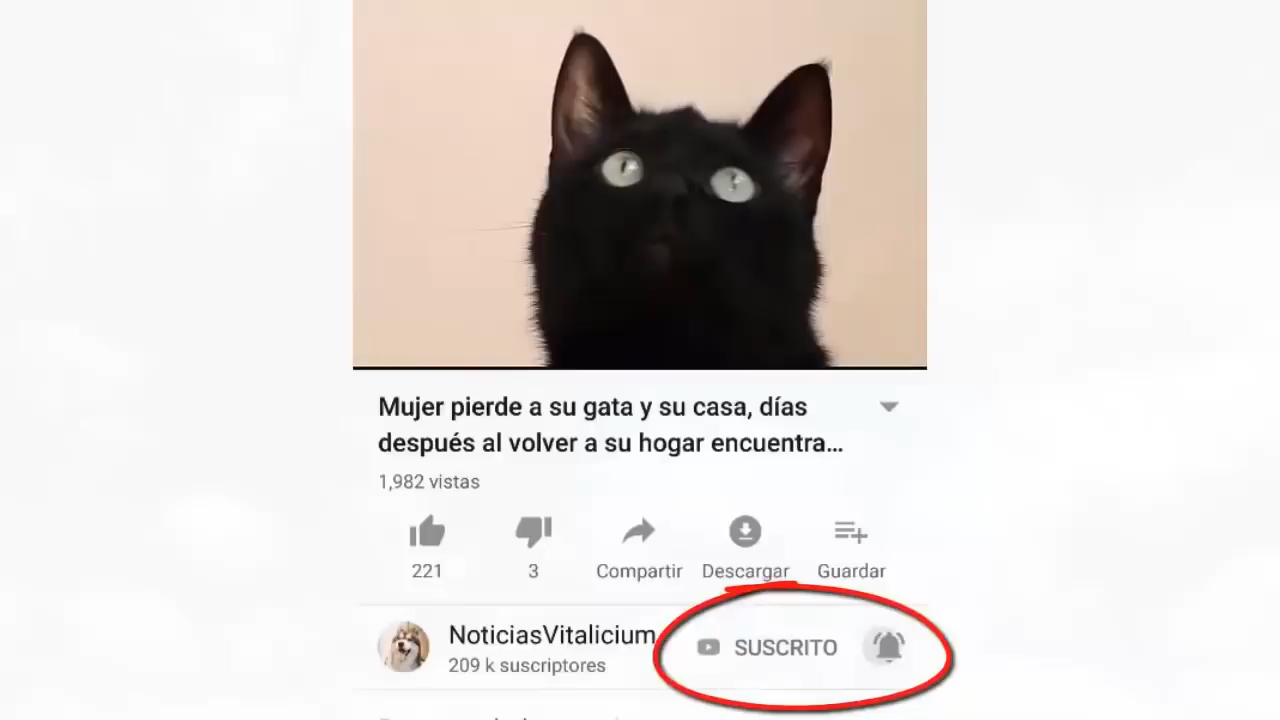 Mujer pierde a su gata y su casa, días
después al volver a su hogar encuentra...
1,982 vistas
221
3
Compartir
Descargar
Guardar
NoticiasVitalicium
SUSCRITO
209 k suscriptores